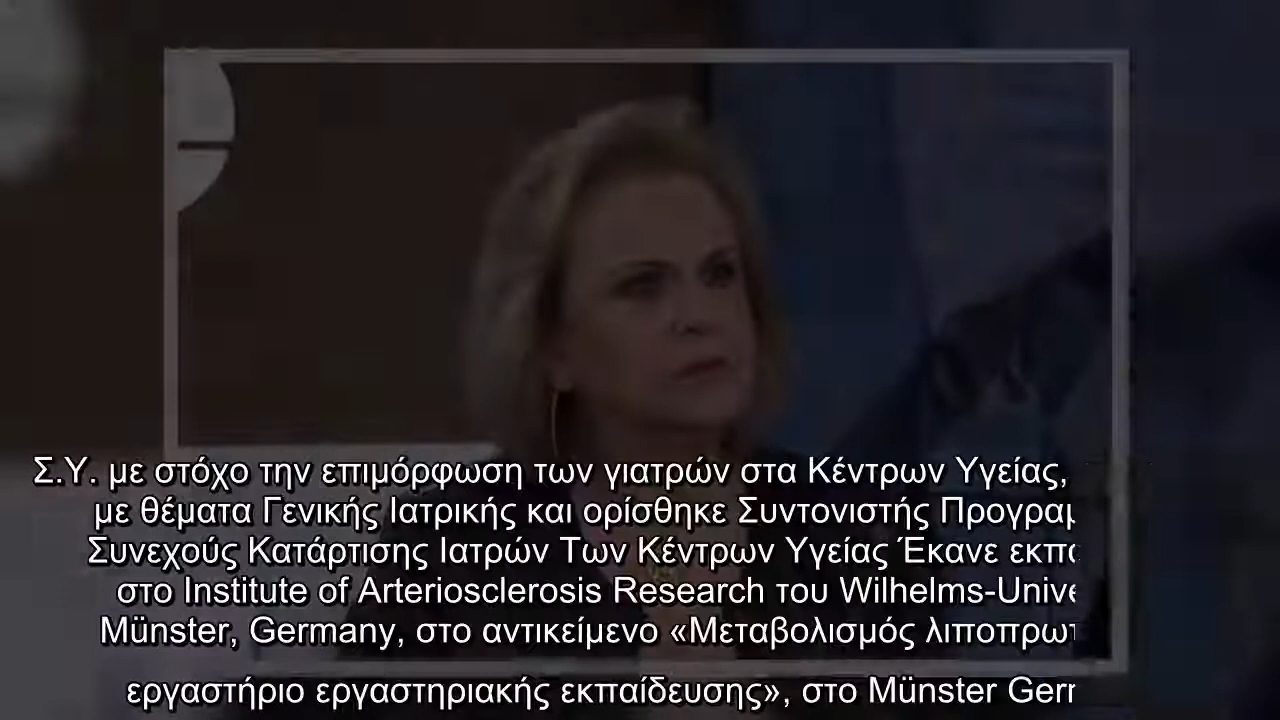 Σ.Υ. με στόχο την επιμόρφωση των γιατρών στα Κέντρων Υγείας,
με θέματα Γενικής Ιατρικής και ορίσθηκε Συντονιστής
Συνεχούς Κατάρτισης Ιατρών Των Κέντρων Υγείας Έκανε
στο Institute of Arteriosclerosis Research του
Münster, Germany, στο αντικείμενο «Μεταβολισμός
εργαστήριο εργαστηριακής εκπαίδευσης», στο Münster